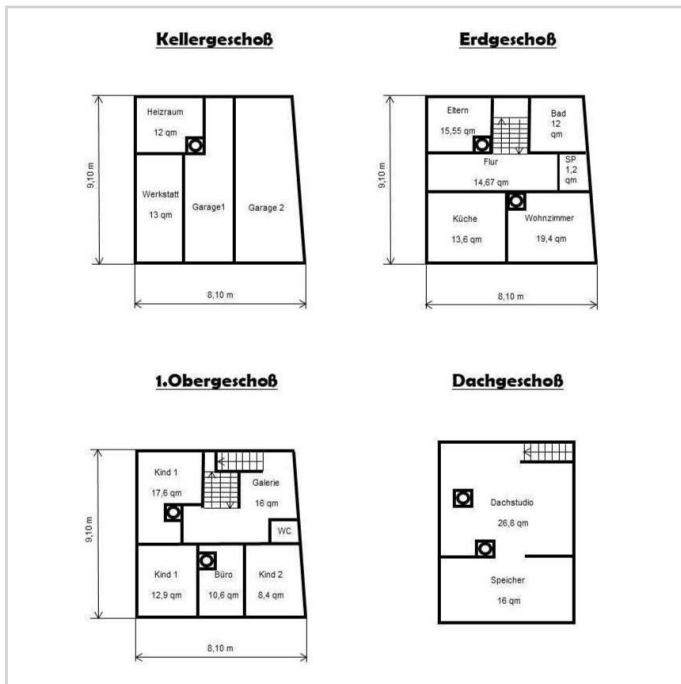 Kellergeschoß
Heizraum
12 qm
Werkstatt
13 qm
Garage1
Garage 2
9,10 m
8,10 m
Erdgeschoß
Eltern
15,55 qm
Bad
12
qm
Flur
14,67 qm
SP
1,2
qm
Küche
13,6 qm
Wohnzimmer
19,4 qm
9,10 m
8,10 m
1.Obergeschoß
Kind 1
17,6 qm
Galerie
16 qm
WC
Kind 1
12,9 qm
Büro
10,6 qm
Kind 2
8,4 qm
9,10 m
8,10 m
Dachgeschoß
Dachstudio
26,6 qm
Speicher
16 qm